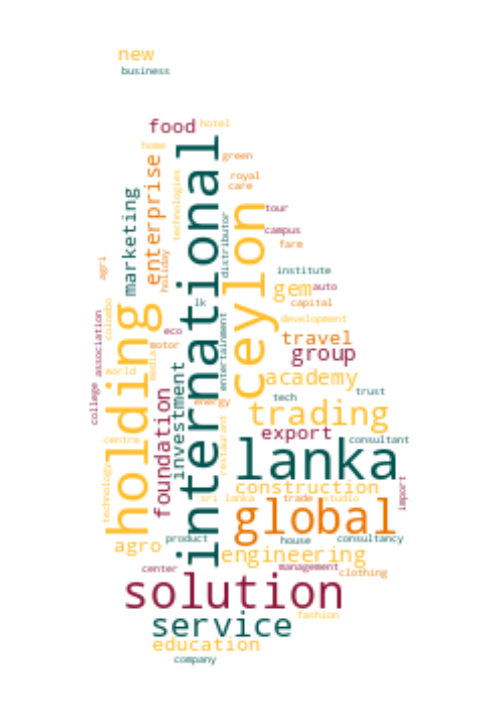 new
business
food
hotel
home
green
royal
care
international
enterprise
technologies
marketing
holiday
agri
distributor
ceylon
tour
campus
farm
institute
gem
auto
capital
lk
colombo
holding
development
eco
motor
travel
group
college
association
world
media
entertainment
investment
foundation
academy
tech
trust
energy
trading
restaurant
export
consultant
centre
lanka
technology
construction
import
sri lanka
trade
studio
global
product
house
consultancy
agro
engineering
center
management
clothing
solution
fashion
service
education
company